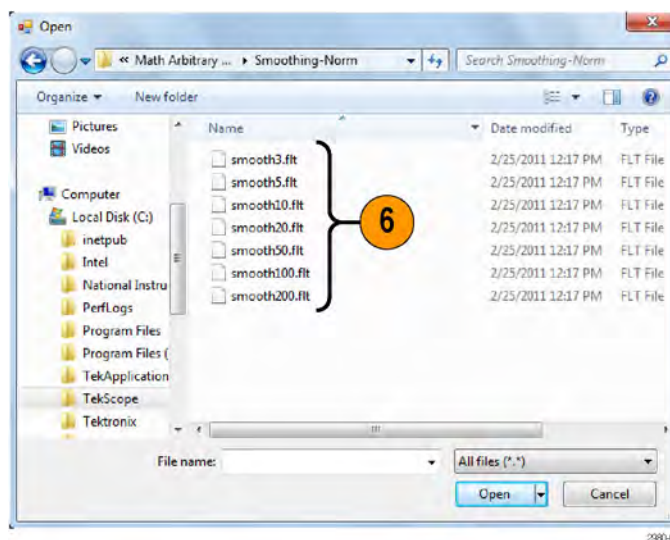 Open
« Math Arbitrary ... ▸ Smoothing-Norm
Search Smoothing-Norm
Organize
New folder
Pictures
Videos
Computer
Local Disk (C:)
inetpub
Intel
National Instru
PerfLogs
Program Files
Program Files (
TekApplication
TekScope
Tektronix
Name
Date modified
Type
smooth3.flt 2/25/2011 12:17 PM FLT File
smooth5.flt 2/25/2011 12:17 PM FLT File
smooth10.flt 2/25/2011 12:17 PM FLT File
smooth20.flt 2/25/2011 12:17 PM FLT File
smooth50.flt 2/25/2011 12:17 PM FLT File
smooth100.flt 2/25/2011 12:17 PM FLT File
smooth200.flt 2/25/2011 12:17 PM FLT File
6
File name:
All files (*.*)
Open
Cancel